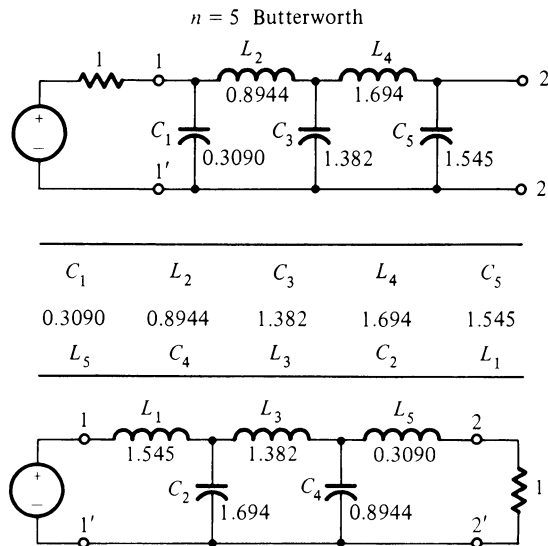 n = 5 Butterworth
1 1 L2 L4
0.8944 1.694 2
+ − C1 C3 C5
0.3090 1.382 1.545
1′ 2
C1 L2 C3 L4 C5
0.3090 0.8944 1.382 1.694 1.545
L5 C4 L3 C2 L1
1 L1 L3 L5 2
1.545 1.382 0.3090
+ − C2 C4 1
1.694 0.8944
1′ 2′